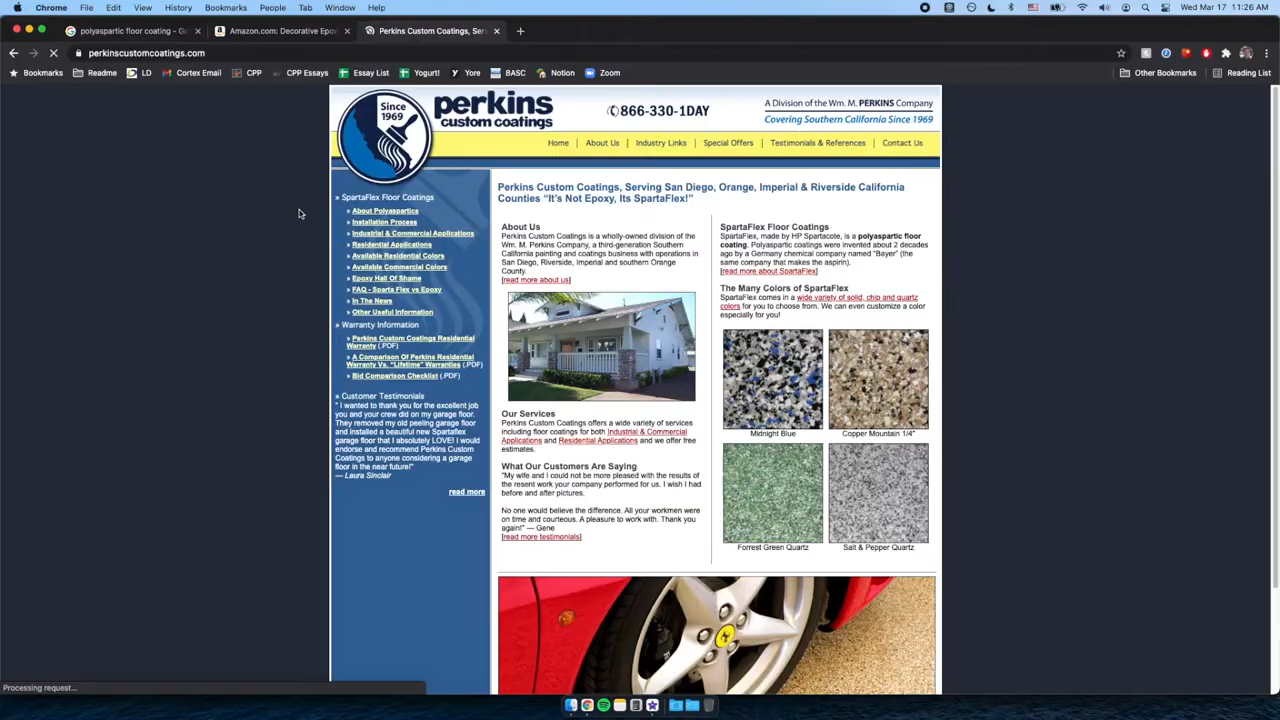 Chrome File Edit View History Bookmarks People Tab Window Help Wed Mar 17 11:26 AM
polyaspartic floor coating - Go × Amazon.com: Decorative Epox × Perkins Custom Coatings, Serv × +
perkinscustomcoatings.com
Bookmarks Readme LD Cortex Email CPP CPP Essays Essay List Yogurt! Yore BASC Notion Zoom Other Bookmarks Reading List
Since
1969
perkins
custom coatings
866-330-1DAY
A Division of the Wm. M. PERKINS Company
Covering Southern California Since 1969
Home | About Us | Industry Links | Special Offers | Testimonials & References | Contact Us
» SpartaFlex Floor Coatings
» About Polyaspartics
» Installation Process
» Industrial & Commercial Applications
» Residential Applications
» Available Residential Colors
» Available Commercial Colors
» Epoxy Hall Of Shame
» FAQ - Sparta Flex vs Epoxy
» In The News
» Other Useful Information
» Warranty Information
» Perkins Custom Coatings Residential
Warranty (.PDF)
» A Comparison Of Perkins Residential
Warranty Vs. "Lifetime" Warranties (.PDF)
» Bid Comparison Checklist (.PDF)
» Customer Testimonials
" I wanted to thank you for the excellent job
you and your crew did on my garage floor.
They removed my old peeling garage floor
and installed a beautiful new Spartaflex
garage floor that I absolutely LOVE! I would
endorse and recommend Perkins Custom
Coatings to anyone considering a garage
floor in the near future!"
— Laura Sinclair
read more
Perkins Custom Coatings, Serving San Diego, Orange, Imperial & Riverside California
Counties “It's Not Epoxy, Its SpartaFlex!”
About Us
Perkins Custom Coatings is a wholly-owned division of the
Wm. M. Perkins Company, a third-generation Southern
California painting and coatings business with operations in
San Diego, Riverside, Imperial and southern Orange
County.
[read more about us]
Our Services
Perkins Custom Coatings offers a wide variety of services
including floor coatings for both Industrial & Commercial
Applications and Residential Applications and we offer free
estimates.
What Our Customers Are Saying
"My wife and I could not be more pleased with the results of
the resent work your company performed for us. I wish I had
before and after pictures.
No one would believe the difference. All your workmen were
on time and courteous. A pleasure to work with. Thank you
again!" — Gene
[read more testimonials]
SpartaFlex Floor Coatings
SpartaFlex, made by HP Spartacote, is a polyaspartic floor
coating. Polyaspartic coatings were invented about 2 decades
ago by a Germany chemical company named "Bayer" (the
same company that makes the aspirin).
[read more about SpartaFlex]
The Many Colors of SpartaFlex
SpartaFlex comes in a wide variety of solid, chip and quartz
colors for you to choose from. We can even customize a color
especially for you!
Midnight Blue Copper Mountain 1/4"
Forrest Green Quartz Salt & Pepper Quartz
Processing request...